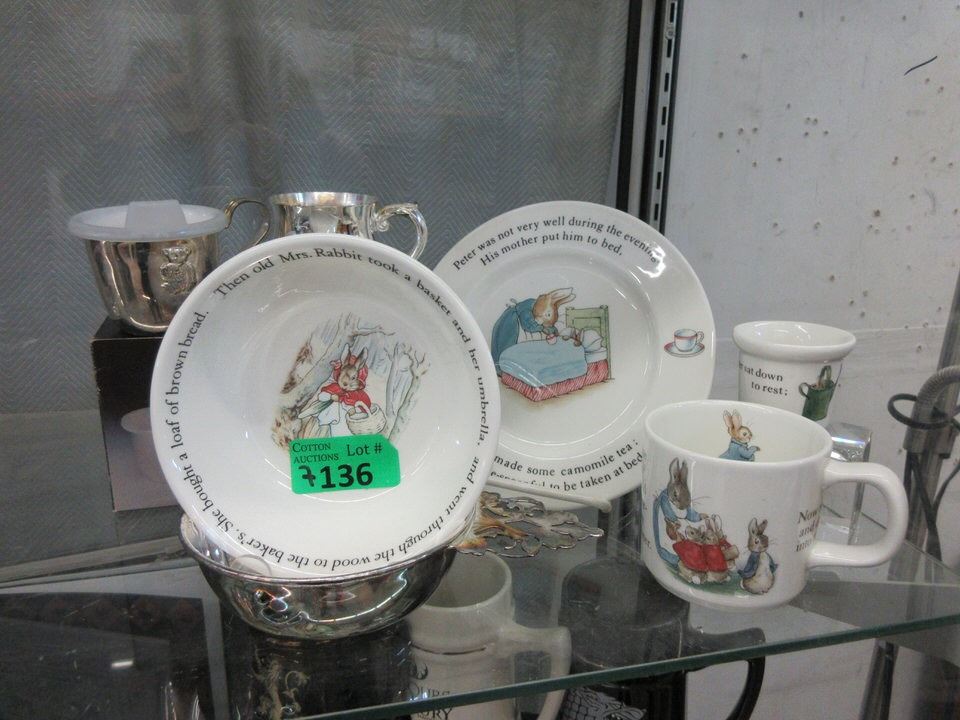 Then old Mrs. Rabbit took a basket and her umbrella, and went through the wood to the baker's. She bought a loaf of brown bread.
COTTON
AUCTIONS Lot #
7136
Peter was not very well during the evening
His mother put him to bed,
made some camomile tea;
to be taken at bed
sat down
to rest;
Now